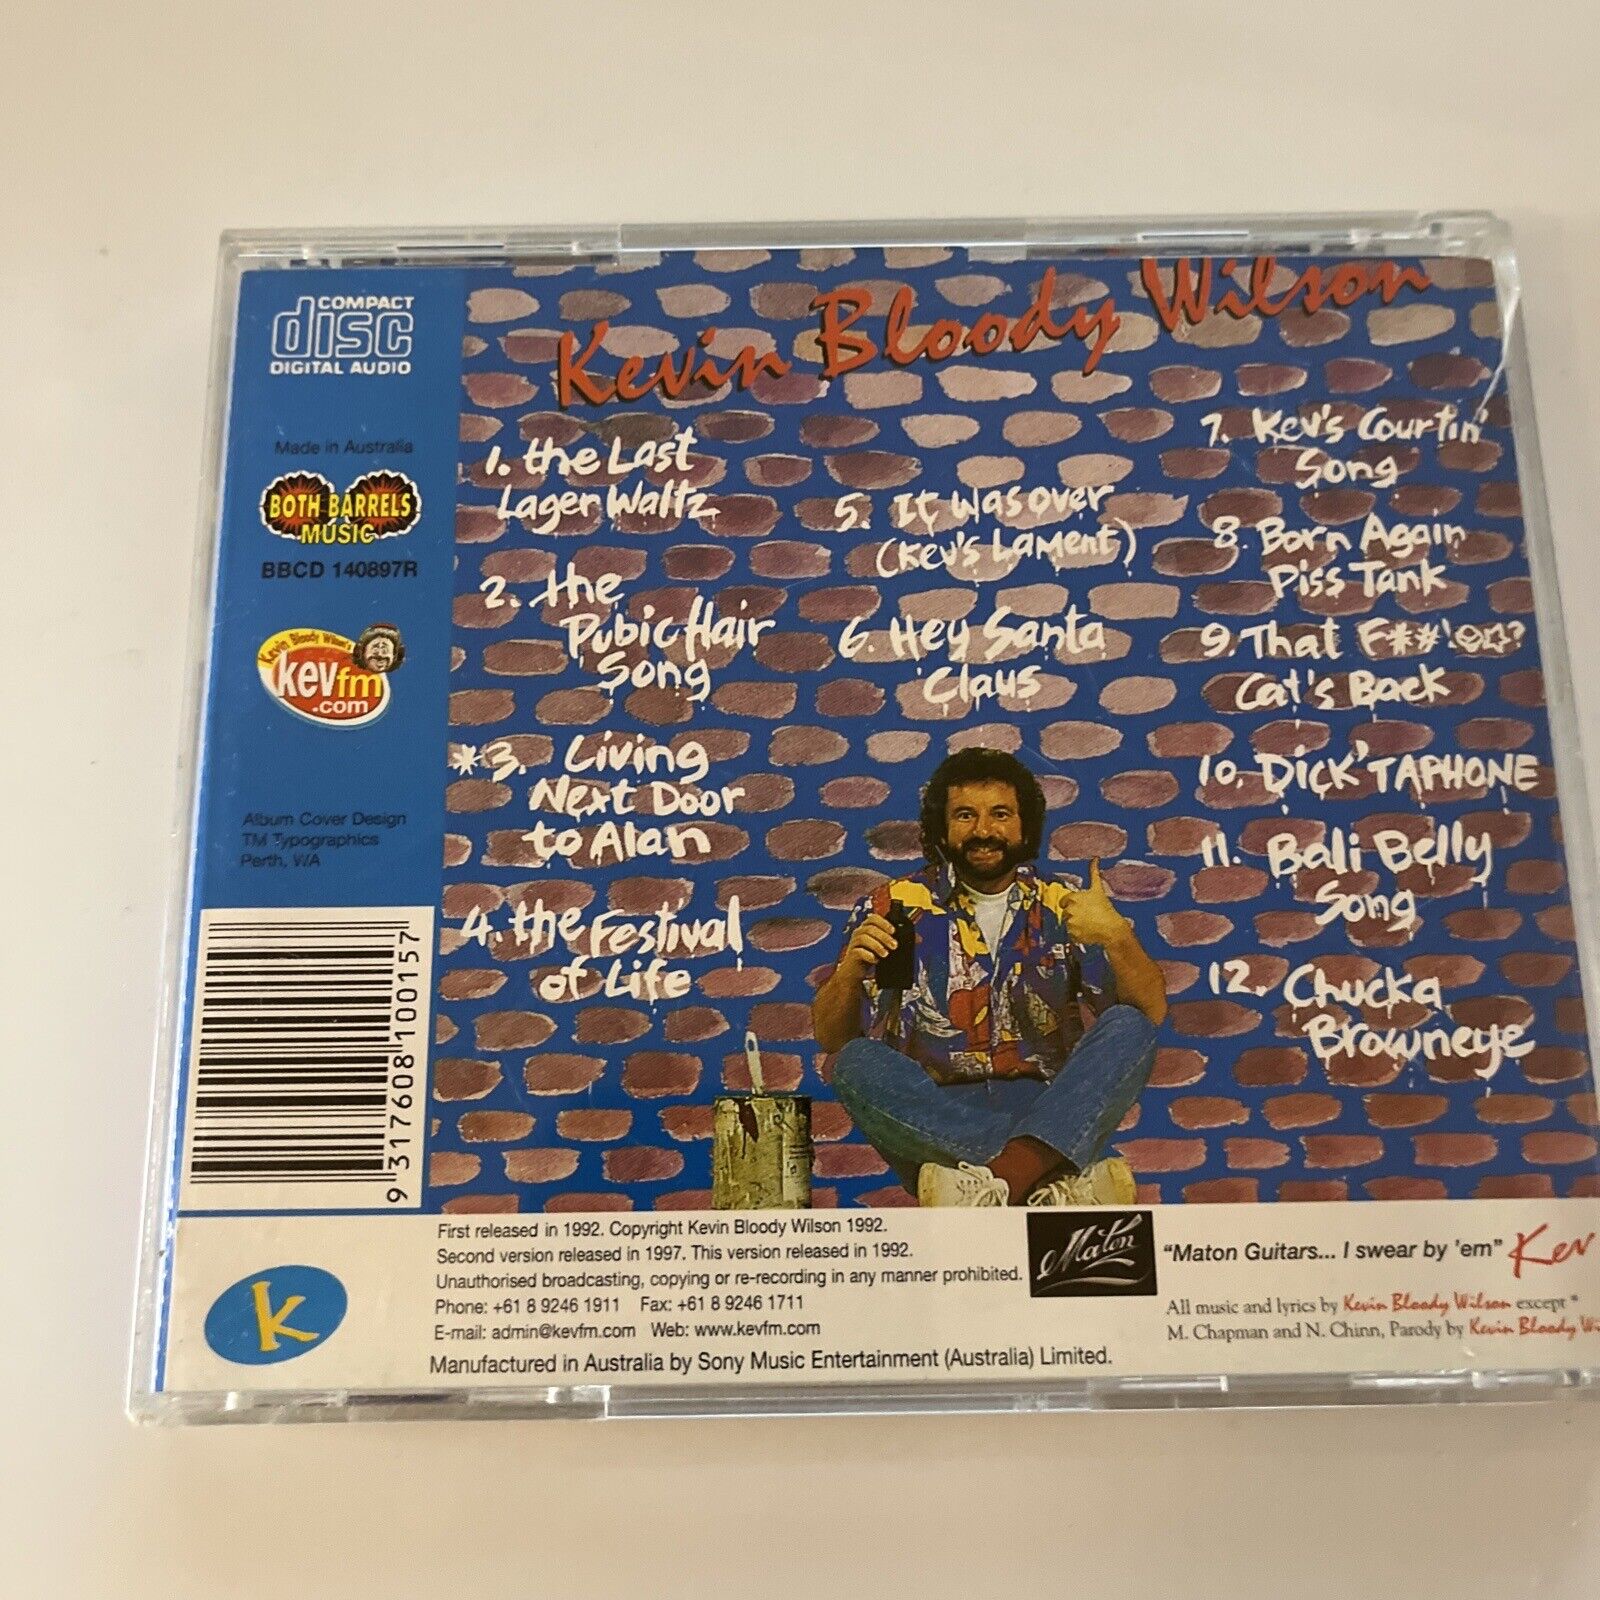 COMPACT
disc
DIGITAL AUDIO
Made in Australia
BOTH BARRELS
MUSIC
BBCD 140897R
Kevin Bloody Wilson's
kevfm
.com
Album Cover Design
TM Typographics
Perth, WA
9 317608 100157
Kevin Bloody Wilson
1. the Last
Lager Waltz
2. the
Pubic Hair
Song
*3. Living
Next Door
to Alan
4. the Festival
of Life
5. It Was over
(Kev's Lament)
6. Hey Santa
Claus
7. Kev's Courtin'
Song
8. Born Again
Piss Tank
9. That
Cat's Back
10. DICK'TAPHONE
11. Bali Belly
Song
12. Chucka
Browneye
k
First released in 1992. Copyright Kevin Bloody Wilson 1992.
Second version released in 1997. This version released in 1992.
Unauthorised broadcasting, copying or re-recording in any manner prohibited.
Phone: +61 8 9246 1911 Fax: +61 8 9246 1711
E-mail: admin@kevfm.com Web: www.kevfm.com
Manufactured in Australia by Sony Music Entertainment (Australia) Limited.
Maton
"Maton Guitars... I swear by 'em" Kev
All music and lyrics by Kevin Bloody Wilson except *
M. Chapman and N. Chinn, Parody by Kevin Bloody